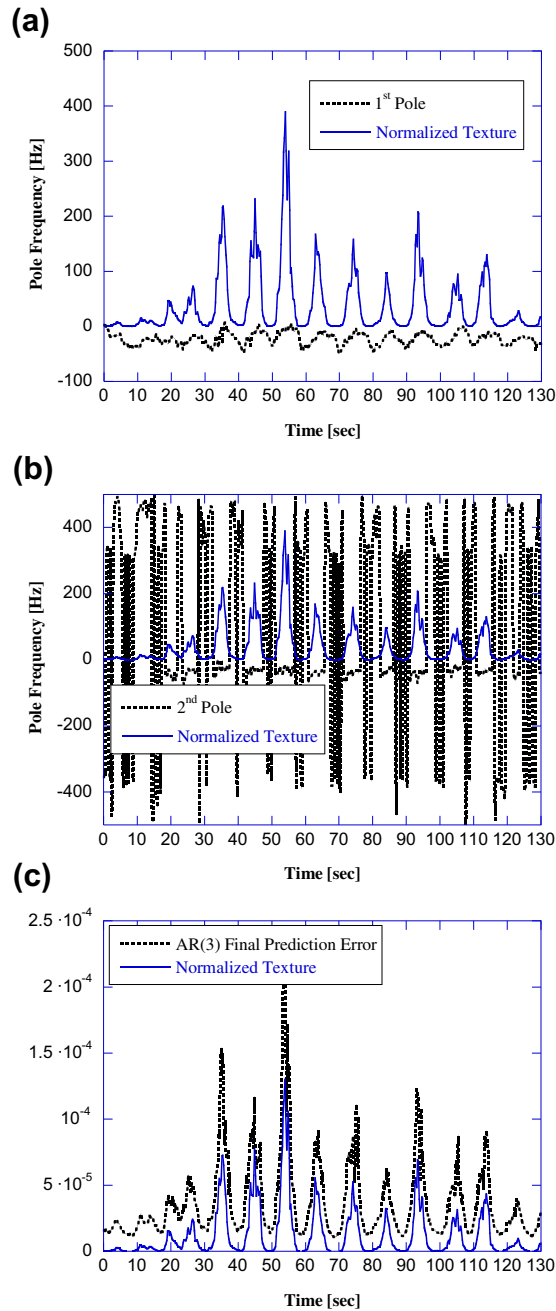 (a)
500
400
300
200
100
0
-100
Pole Frequency [Hz]
1st Pole
Normalized Texture
0 10 20 30 40 50 60 70 80 90 100 110 120 130
Time [sec]
(b)
400
200
0
-200
-400
Pole Frequency [Hz]
2nd Pole
Normalized Texture
0 10 20 30 40 50 60 70 80 90 100 110 120 130
Time [sec]
(c)
2.5 ·10-4
2 ·10-4
1.5 ·10-4
10-4
5 ·10-5
0
AR(3) Final Prediction Error
Normalized Texture
0 10 20 30 40 50 60 70 80 90 100 110 120 130
Time [sec]